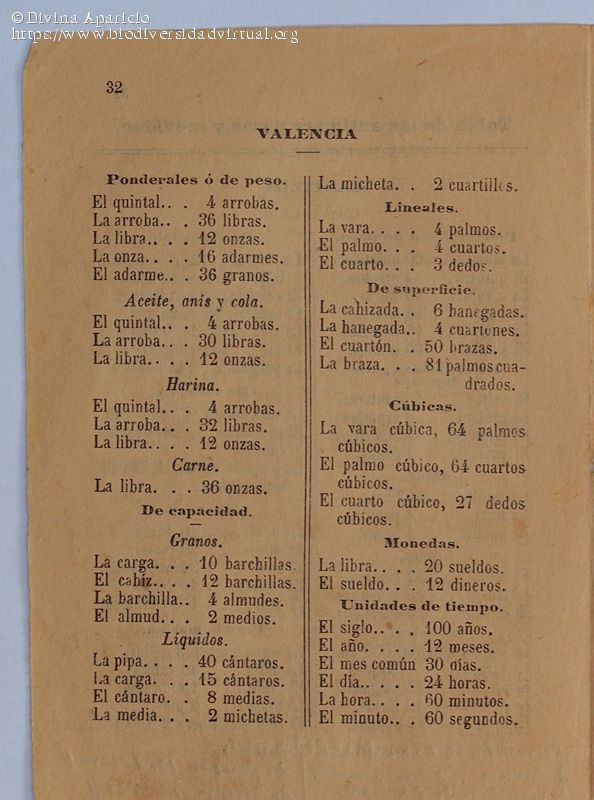 © Divina Aparicio
https://www.biodiversidadvirtual.org
32
VALENCIA
Ponderales ó de peso.
El quintal.. . 4 arrobas.
La arroba.. . 36 libras.
La libra.. . . 12 onzas.
La onza.. . . 16 adarmes.
El adarme.. . 36 granos.
Aceite, anís y cola.
El quintal.. . 4 arrobas.
La arroba.. . 30 libras.
La libra.. . . 12 onzas.
Harina.
El quintal.. . 4 arrobas.
La arroba.. . 32 libras.
La libra.. . . 12 onzas.
Carne.
La libra. . . 36 onzas.
De capacidad.
Granos.
La carga. . . 10 barchillas.
El cahíz.. . . 12 barchillas.
La barchilla.. 4 almudes.
El almud.. . 2 medios.
Líquidos.
La pipa.. . . 40 cántaros.
La carga. . . 15 cántaros.
El cántaro. . 8 medias.
La media. . . 2 michetas.
La micheta. . 2 cuartillos.
Lineales.
La vara. . . . 4 palmos.
El palmo. . . 4 cuartos.
El cuarto. . . 3 dedos.
De superficie.
La cahizada. . 6 hanegadas.
La hanegada.. 4 cuartones.
El cuartón. . 50 brazas.
La braza. . . 81 palmos cua-
drados.
Cúbicas.
La vara cúbica, 64 palmos
cúbicos.
El palmo cúbico, 64 cuartos
cúbicos.
El cuarto cúbico, 27 dedos
cúbicos.
Monedas.
La libra.. . . 20 sueldos.
El sueldo.. . 12 dineros.
Unidades de tiempo.
El siglo.. . . 100 años.
El año. . . . 12 meses.
El mes común 30 días.
El día.. . . . 24 horas.
La hora.. . . 60 minutos.
El minuto.. . 60 segundos.